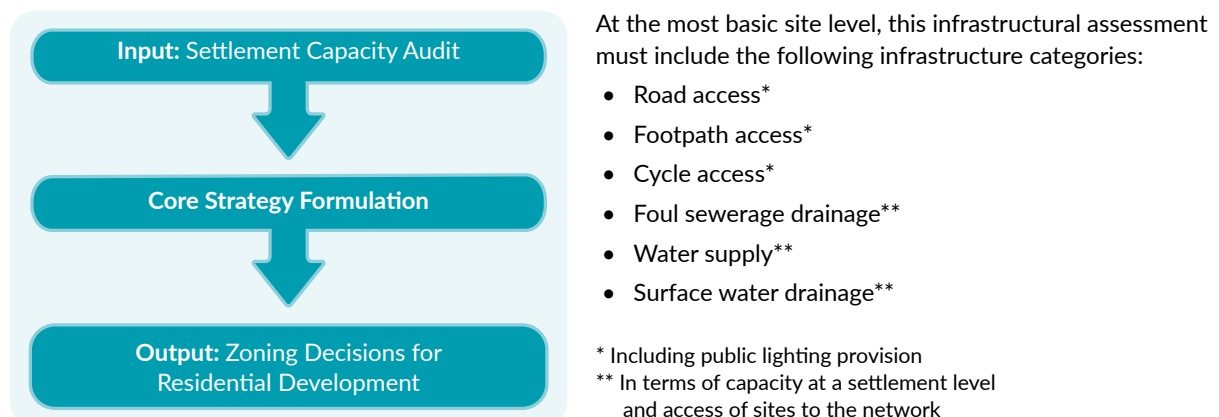 Input: Settlement Capacity Audit
Core Strategy Formulation
Output: Zoning Decisions for
Residential Development
At the most basic site level, this infrastructural assessment
must include the following infrastructure categories:
• Road access*
• Footpath access*
• Cycle access*
• Foul sewerage drainage**
• Water supply**
• Surface water drainage**
* Including public lighting provision
** In terms of capacity at a settlement level
and access of sites to the network